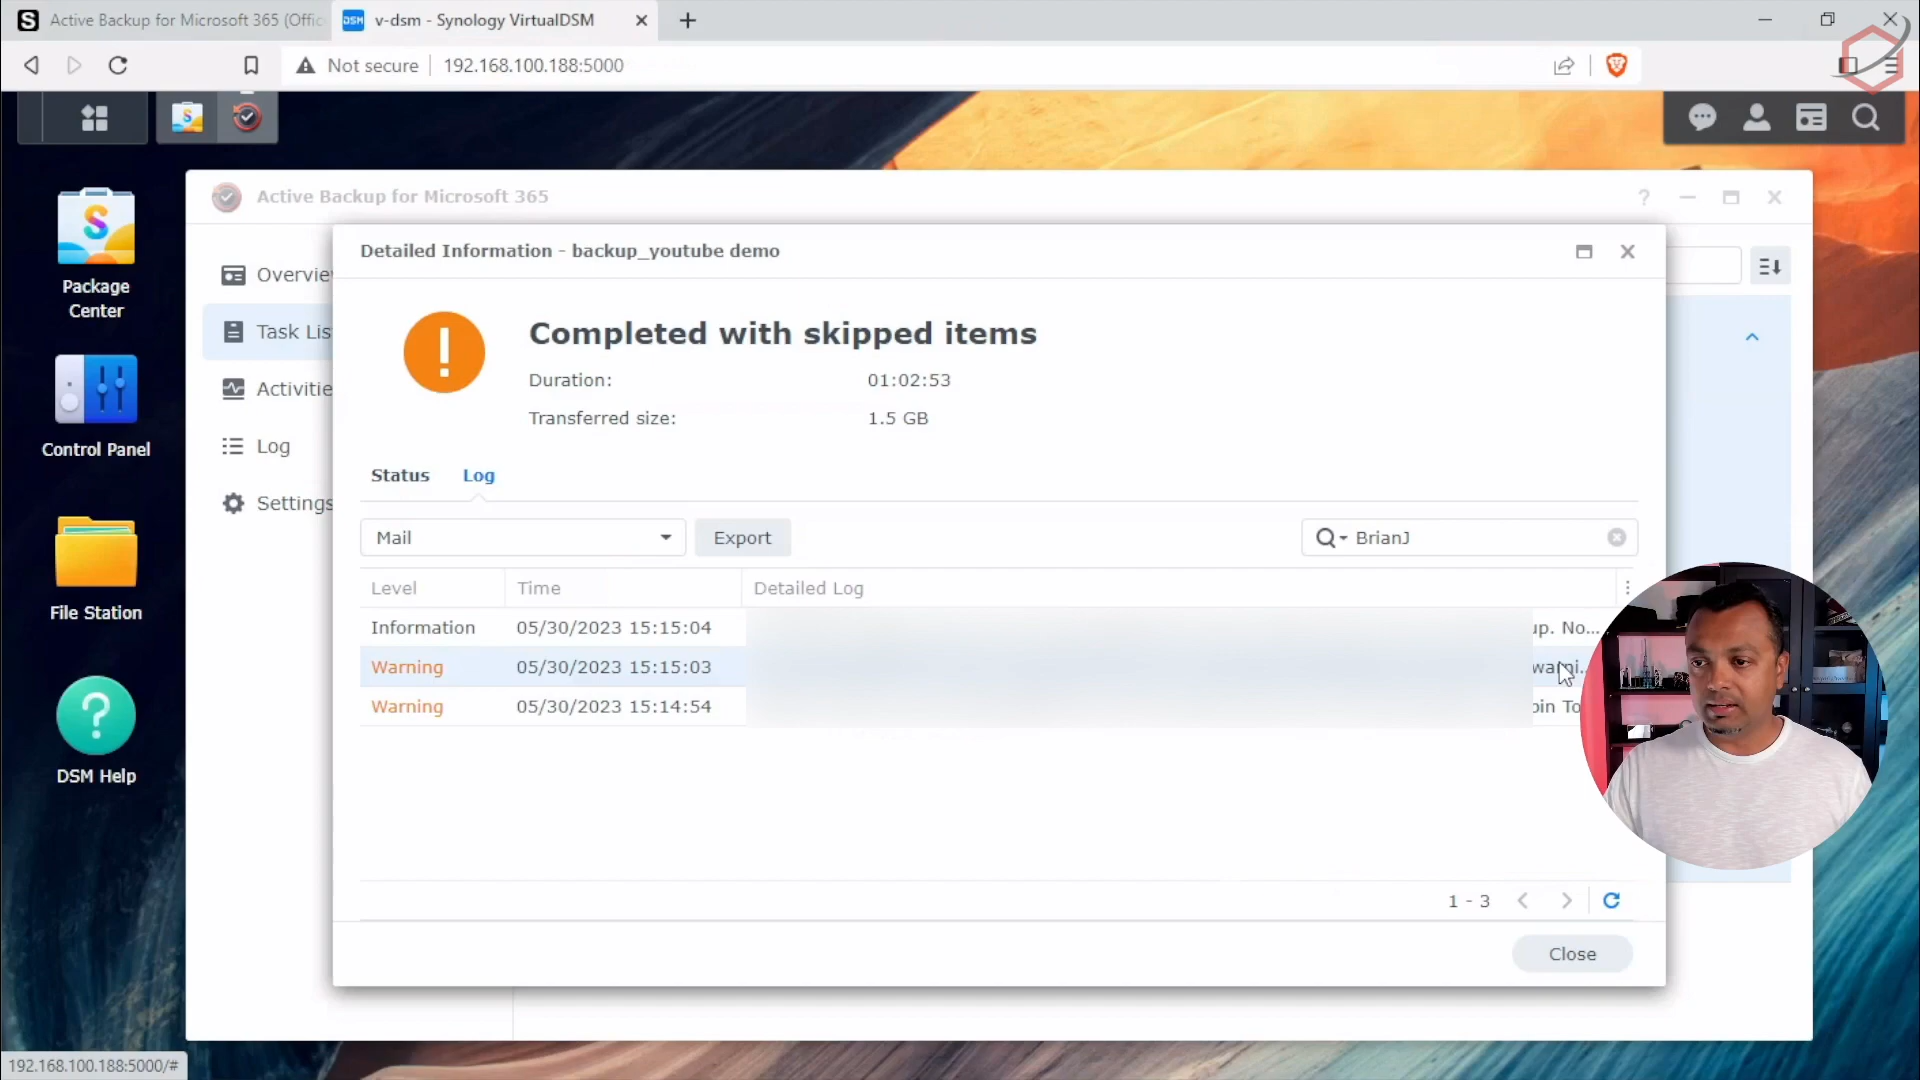 Active Backup for Microsoft 365 (Offic
DSM
v-dsm - Synology VirtualDSM
Not secure
192.168.100.188:5000
Package
Center
Control Panel
File Station
DSM Help
Active Backup for Microsoft 365
Overvie
Task Lis
Activitie
Log
Settings
Detailed Information - backup_youtube demo
Completed with skipped items
Duration:
01:02:53
Transferred size:
1.5 GB
Status
Log
Mail
Export
BrianJ
Level
Time
Detailed Log
Information
05/30/2023 15:15:04
up. No...
Warning
05/30/2023 15:15:03
Warning
05/30/2023 15:14:54
To
1 - 3
Close
192.168.100.188:5000/#